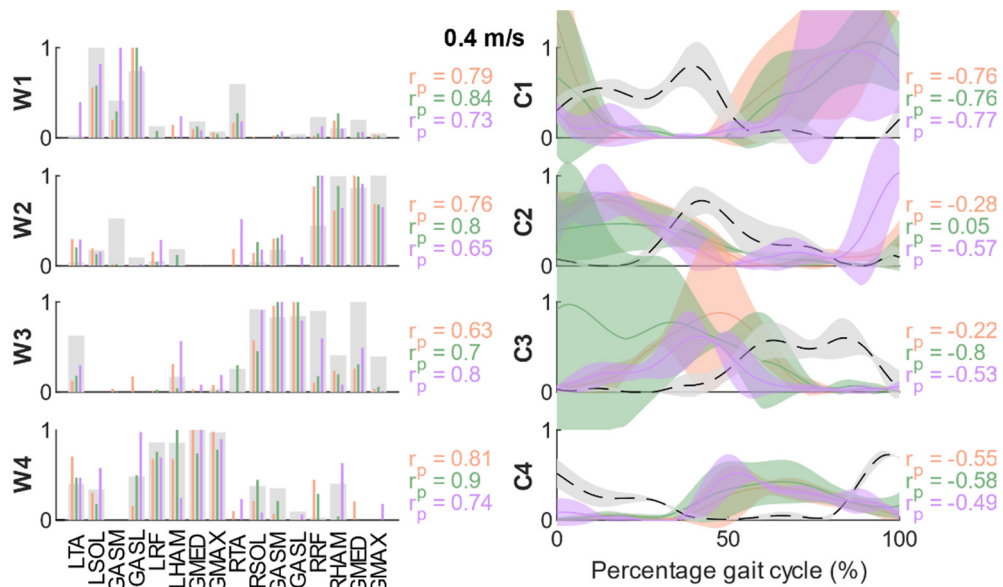 0.4 m/s
W1
1
0
r_p = 0.79
r_p = 0.84
r_p = 0.73
C1
1
0
r_p = -0.76
r_p = -0.76
r_p = -0.77
W2
1
0
r_p = 0.76
r_p = 0.8
r_p = 0.65
C2
1
0
r_p = -0.28
r_p = 0.05
r_p = -0.57
W3
1
0
r_p = 0.63
r_p = 0.7
r_p = 0.8
C3
1
0
r_p = -0.22
r_p = -0.8
r_p = -0.53
W4
1
0
r_p = 0.81
r_p = 0.9
r_p = 0.74
C4
1
0
r_p = -0.55
r_p = -0.58
r_p = -0.49
LTA
LSOL
GASM
GASL
LRF
LHAM
GMED
GMAX
RTA
RSOL
GASM
GASL
RRF
RHAM
GMED
GMAX
0 50 100
Percentage gait cycle (%)